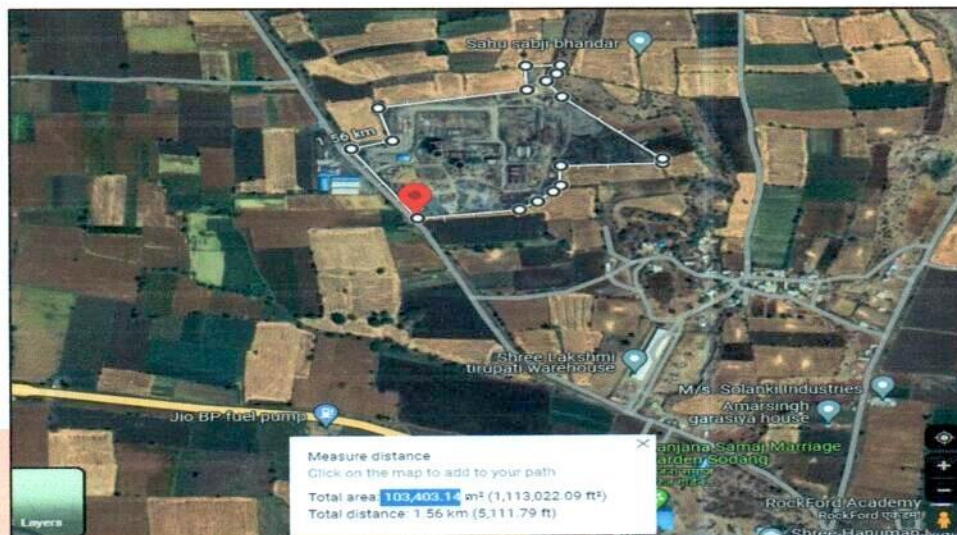 Sahu sabji bhandar
1.56 km
Shree Lakshmi
tirupati warehouse
M/s. Solanki Industries
Amarsingh
garasiya house
Jio BP fuel pump
anjana Samaj Marriage
arden Sodang
Measure distance
Click on the map to add to your path
Total area: 103,403.14 m² (1,113,022.09 ft²)
Total distance: 1.56 km (5,111.79 ft)
RockFord Academy
Shree Hanuman
Layers